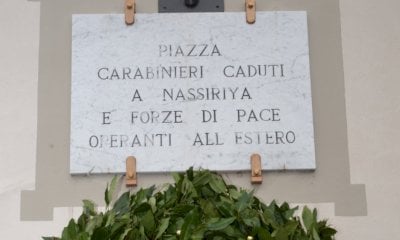 PIAZZA
CARABINIERI CADUTI
A NASSIRIYA
E FORZE DI PACE
OPERANTI ALL ESTERO